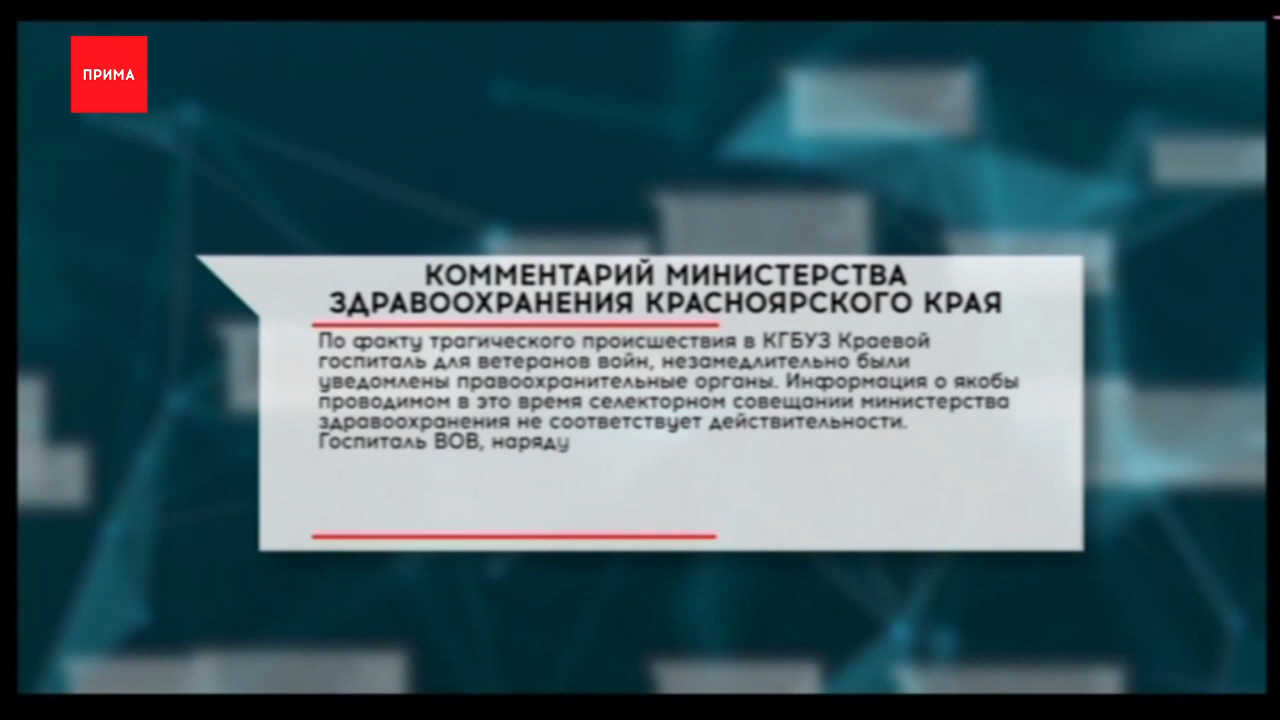 ПРИМА
КОММЕНТАРИЙ МИНИСТЕРСТВА
ЗДРАВООХРАНЕНИЯ КРАСНОЯРСКОГО КРАЯ
По факту трагического происшествия в КГБУЗ Краевой
госпиталь для ветеранов войн, незамедлительно были
уведомлены правоохранительные органы. Информация о якобы
проводимом в это время селекторном совещании министерства
здравоохранения не соответствует действительности.
Госпиталь ВОВ, наряду